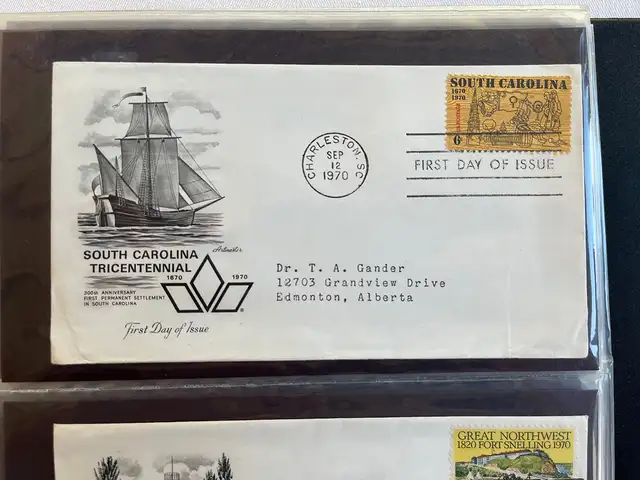 SOUTH CAROLINA
1670
1970
6
CHARLESTON, SC
SEP
12
1970
FIRST DAY OF ISSUE
Artmaster
SOUTH CAROLINA
TRICENTENNIAL
1670 1970
300th ANNIVERSARY
FIRST PERMANENT SETTLEMENT
IN SOUTH CAROLINA
First Day of Issue
Dr. T. A. Gander
12703 Grandview Drive
Edmonton, Alberta
GREAT NORTHWEST
1820 FORT SNELLING 1970